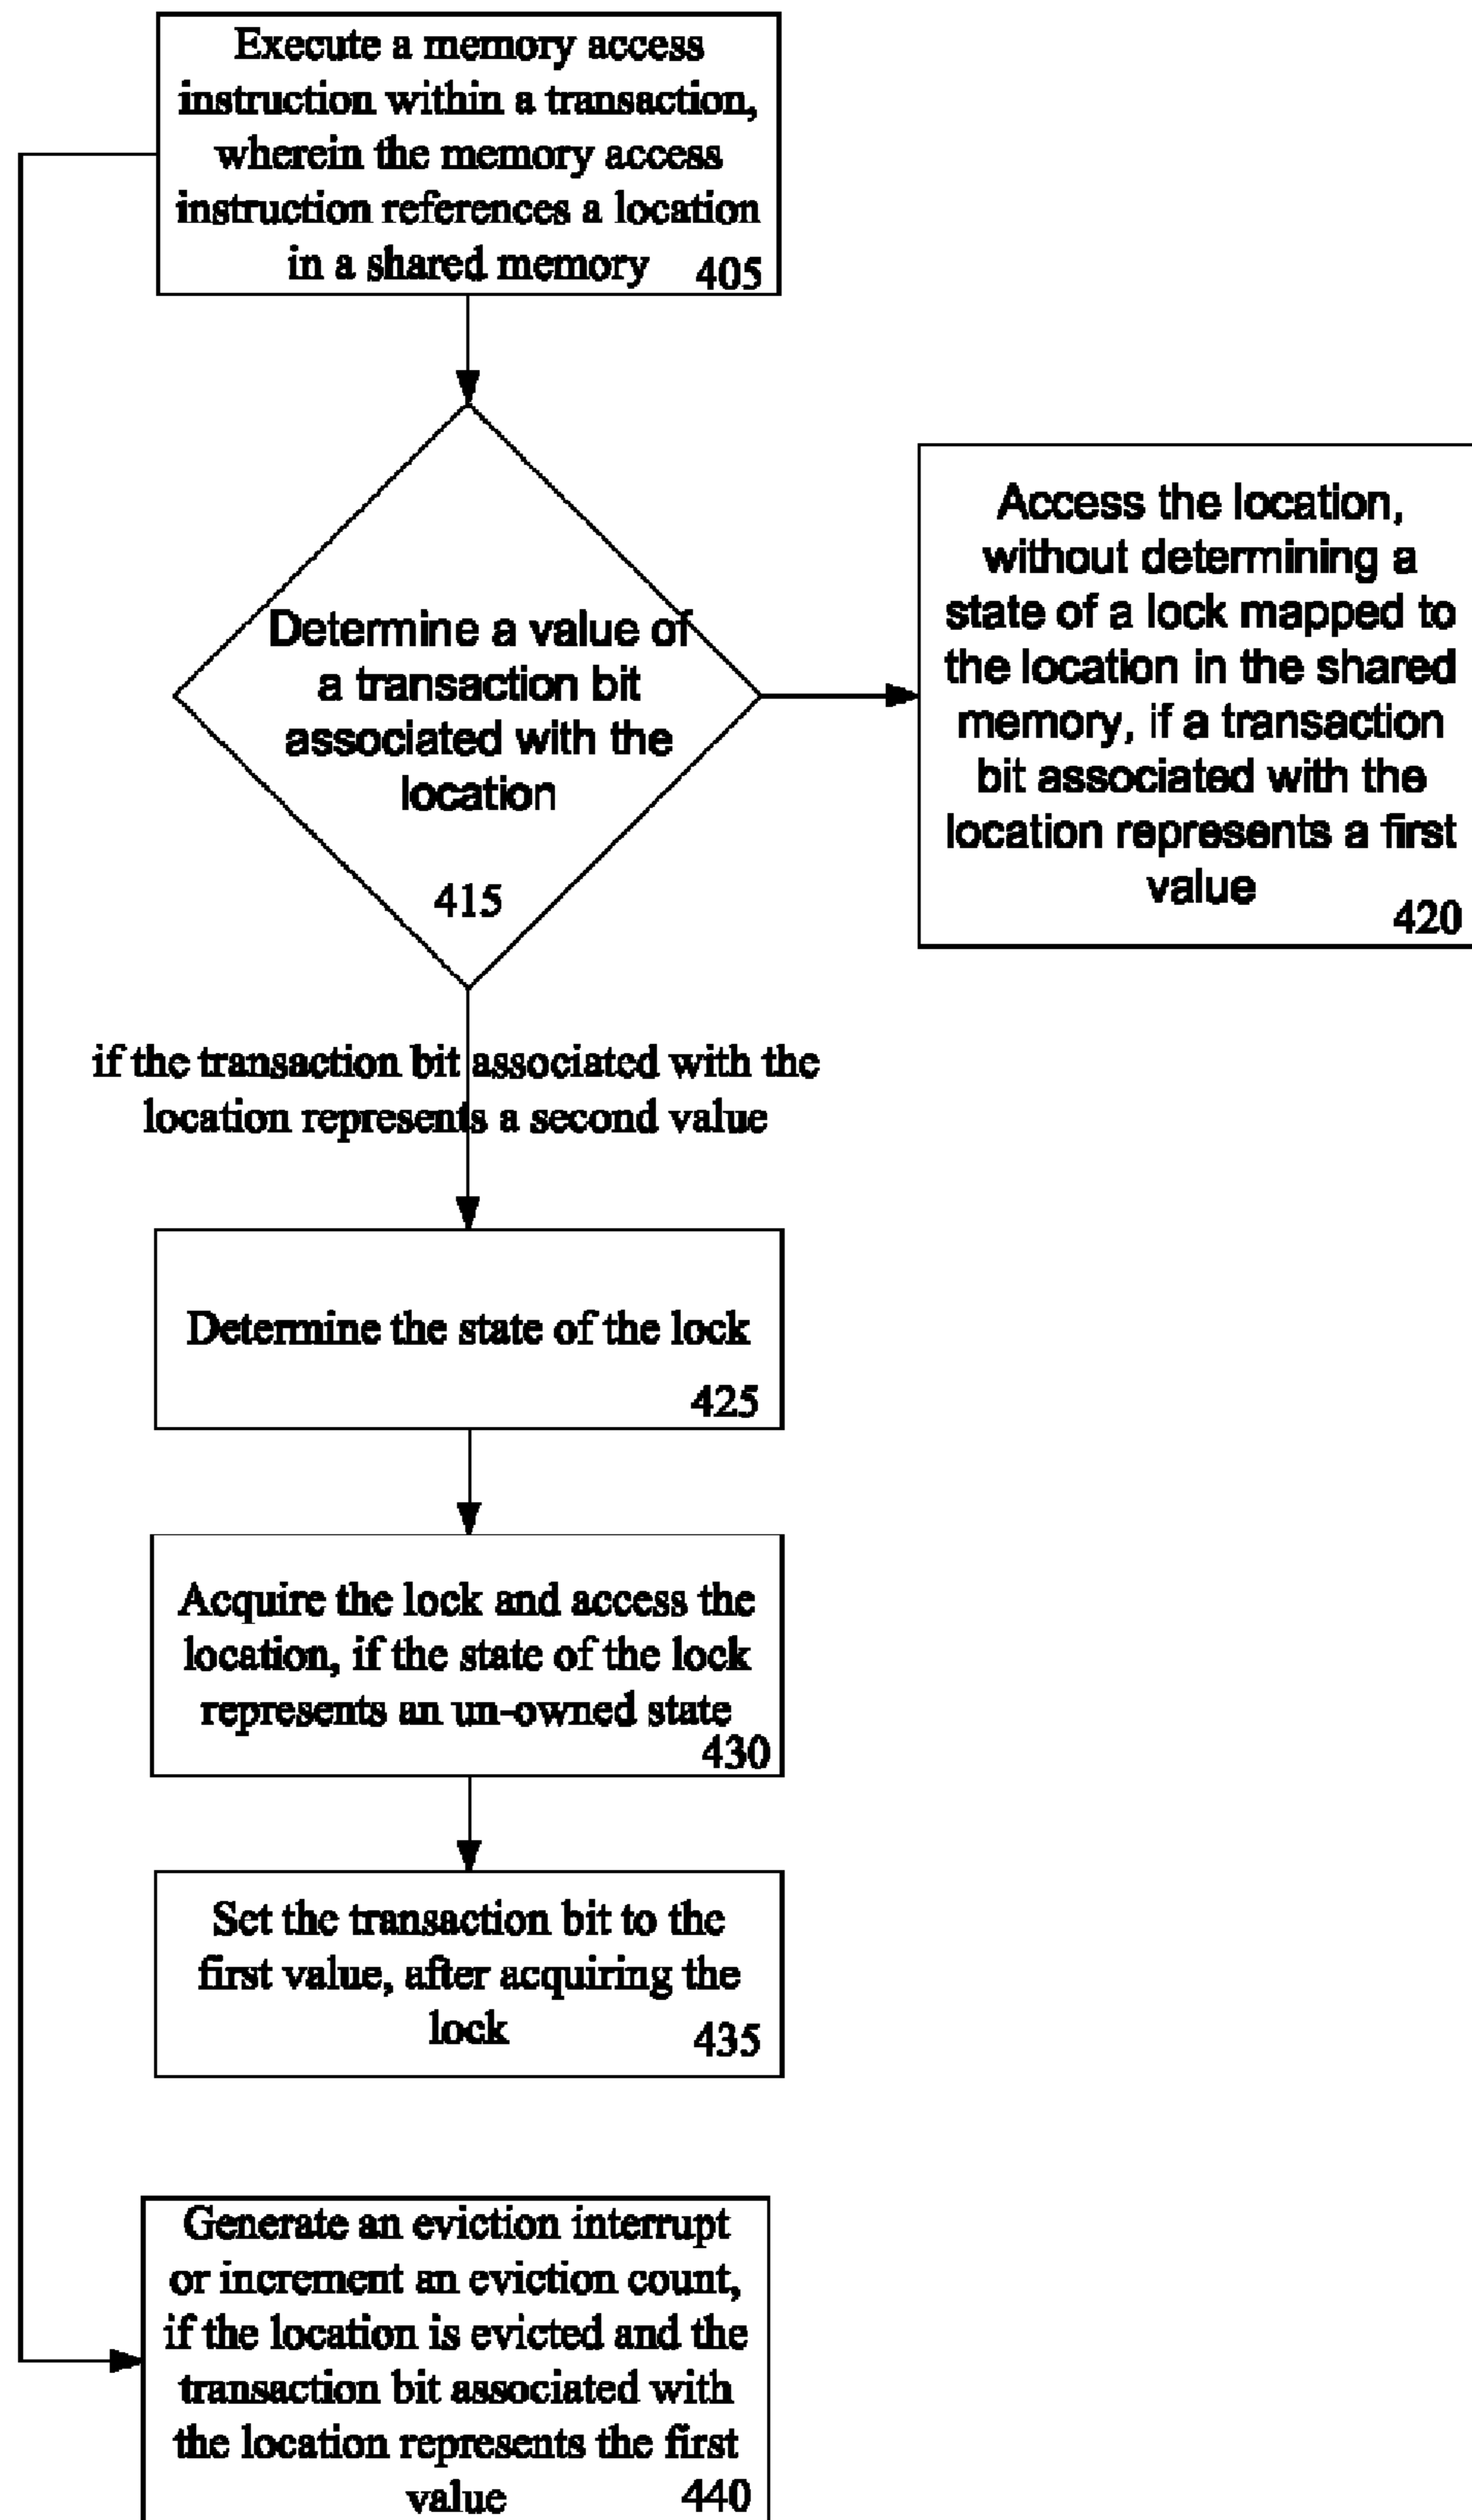 Execute a memory access
instruction within a transaction,
wherein the memory access
instruction references a location
in a shared memory 405
Determine a value of
a transaction bit
associated with the
location
415
Access the location,
without determining a
state of a lock mapped to
the location in the shared
memory, if a transaction
bit associated with the
location represents a first
value
420
if the transaction bit associated with the
location represents a second value
Determine the state of the lock
425
Acquire the lock and access the
location, if the state of the lock
represents an un-owned state
430
Set the transaction bit to the
first value, after acquiring the
lock 435
Generate an eviction interrupt
or increment an eviction count,
if the location is evicted and the
transaction bit associated with
the location represents the first
value 440